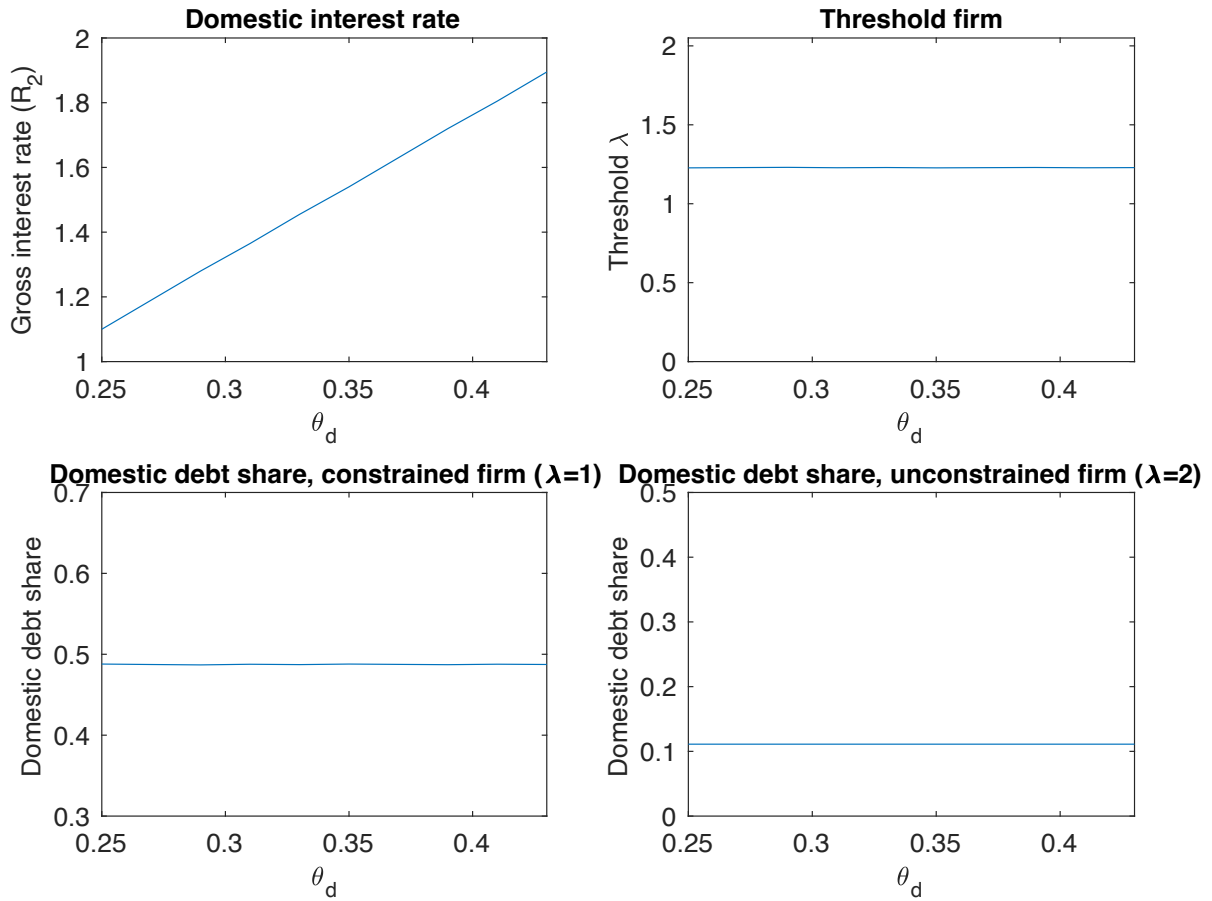 Domestic interest rate
Gross interest rate (R2)
2
1.8
1.6
1.4
1.2
1
0.25 0.3 0.35 0.4
θd
Threshold firm
Threshold λ
2
1.5
1
0.5
0
0.25 0.3 0.35 0.4
θd
Domestic debt share, constrained firm (λ=1)
Domestic debt share
0.7
0.6
0.5
0.4
0.3
0.25 0.3 0.35 0.4
θd
Domestic debt share, unconstrained firm (λ=2)
Domestic debt share
0.5
0.4
0.3
0.2
0.1
0
0.25 0.3 0.35 0.4
θd